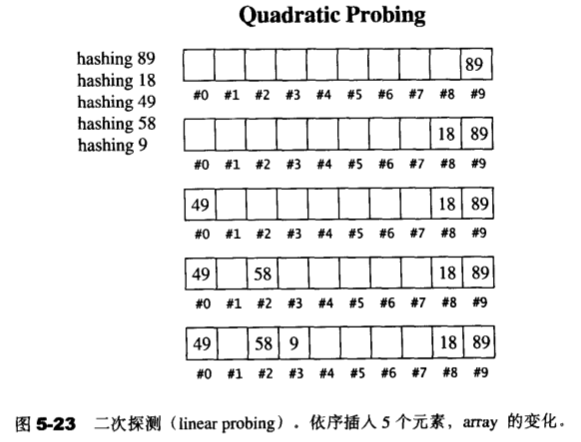 Quadratic Probing
hashing 89
hashing 18
hashing 49
hashing 58
hashing 9
89
#0 #1 #2 #3 #4 #5 #6 #7 #8 #9
18 89
#0 #1 #2 #3 #4 #5 #6 #7 #8 #9
49 18 89
#0 #1 #2 #3 #4 #5 #6 #7 #8 #9
49 58 18 89
#0 #1 #2 #3 #4 #5 #6 #7 #8 #9
49 58 9 18 89
#0 #1 #2 #3 #4 #5 #6 #7 #8 #9
图 5-23 二次探测（linear probing）．依序插入 5 个元素，array 的变化。